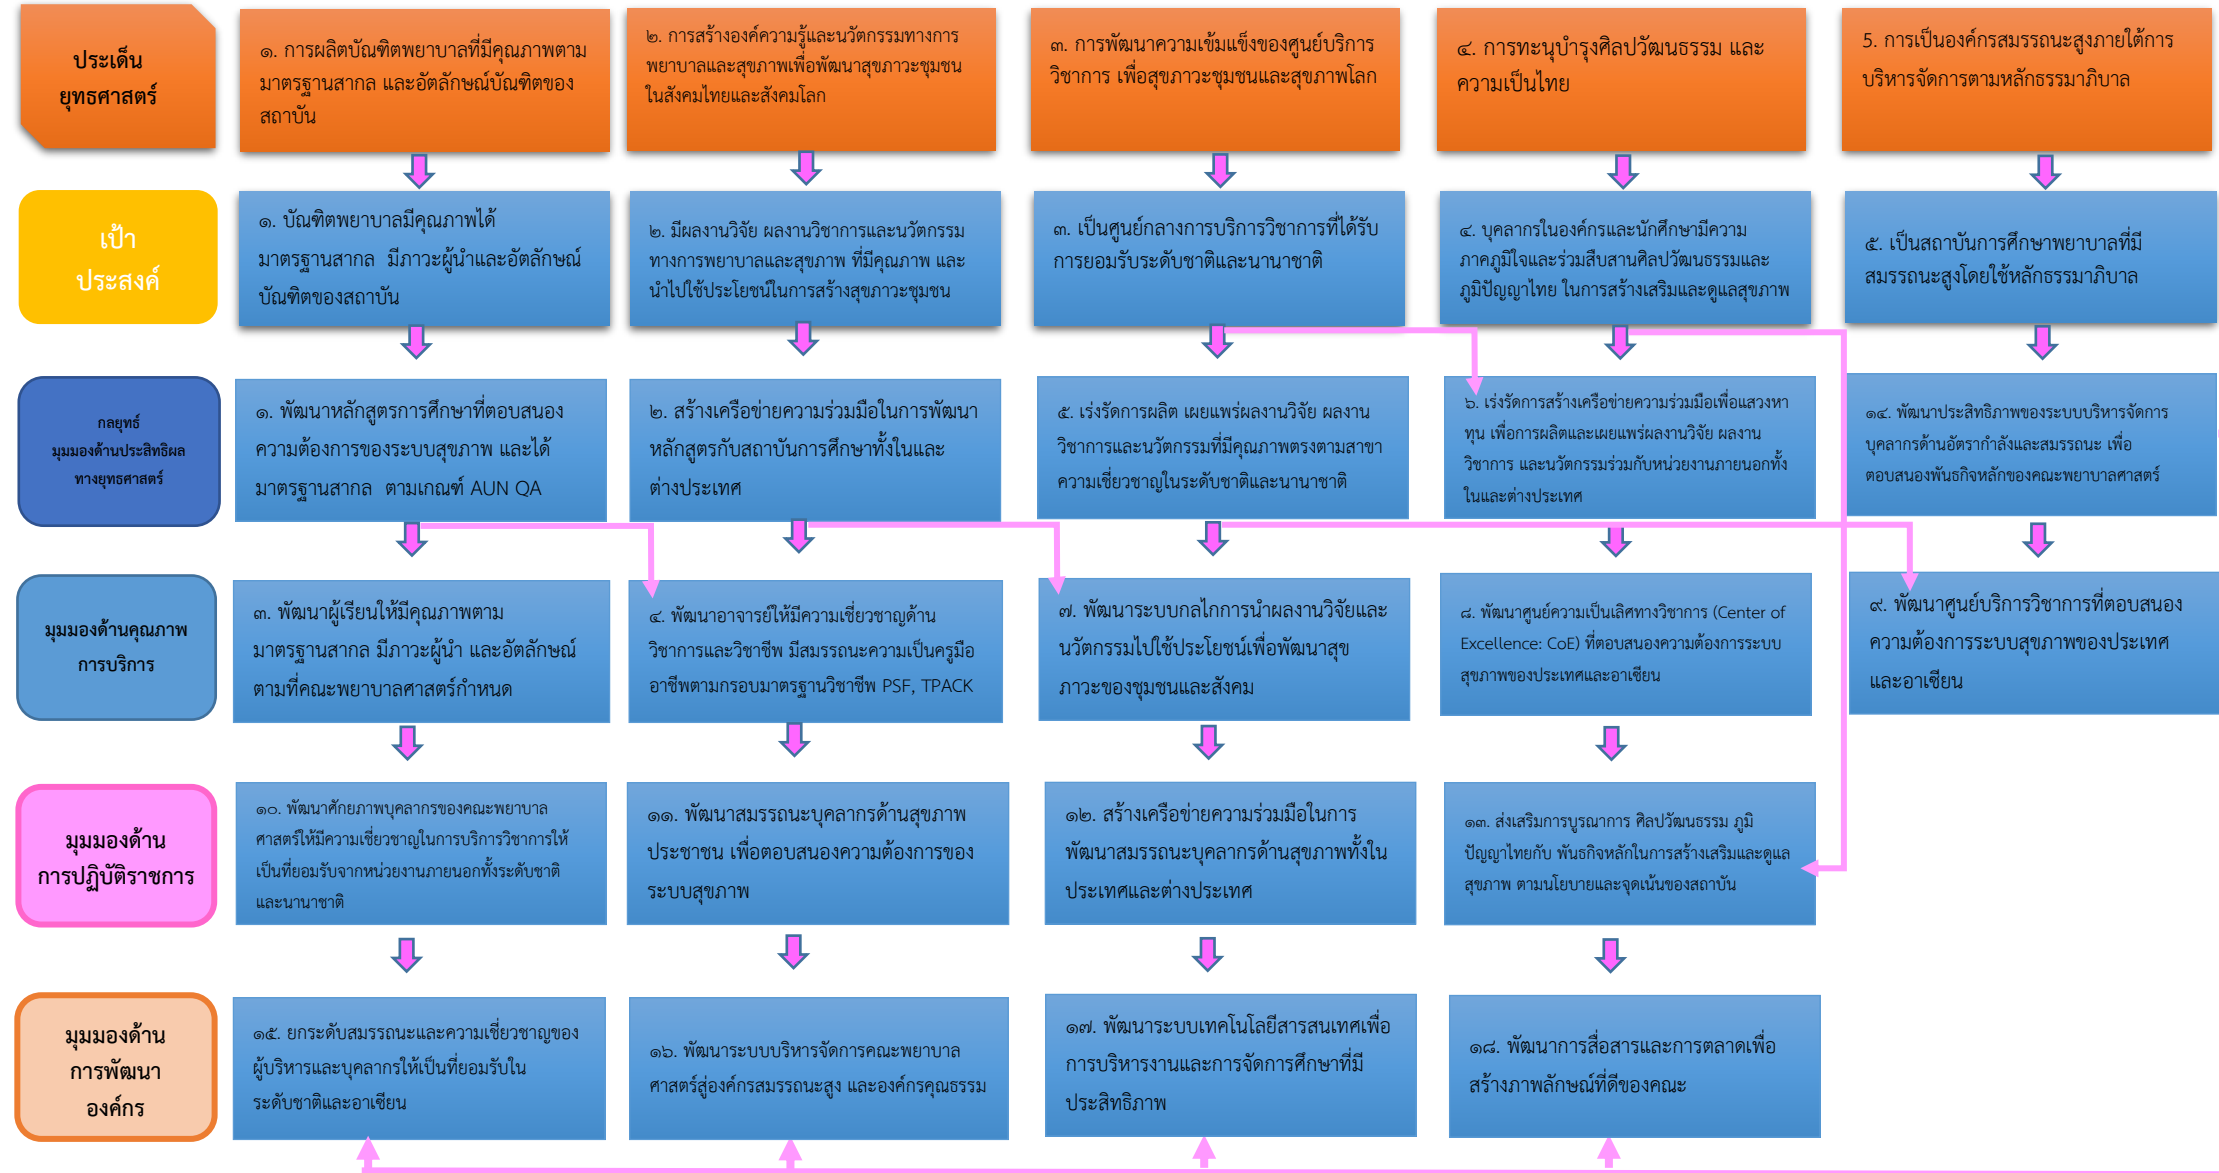 ประเด็น
ยุทธศาสตร์
๑. การผลิตบัณฑิตพยาบาลที่มีคุณภาพตาม
มาตรฐานสากล และอัตลักษณ์บัณฑิตของ
สถาบัน
๒. การสร้างองค์ความรู้และนวัตกรรมทางการ
พยาบาลและสุขภาพเพื่อพัฒนาสุขภาวะชุมชน
ในสังคมไทยและสังคมโลก
๓. การพัฒนาความเข้มแข็งของศูนย์บริการ
วิชาการ เพื่อสุขภาวะชุมชนและสุขภาพโลก
๔. การทะนุบำรุงศิลปวัฒนธรรม และ
ความเป็นไทย
5. การเป็นองค์กรสมรรถนะสูงภายใต้การ
บริหารจัดการตามหลักธรรมาภิบาล
เป้า
ประสงค์
๑. บัณฑิตพยาบาลมีคุณภาพได้
มาตรฐานสากล มีภาวะผู้นำและอัตลักษณ์
บัณฑิตของสถาบัน
๒. มีผลงานวิจัย ผลงานวิชาการและนวัตกรรม
ทางการพยาบาลและสุขภาพ ที่มีคุณภาพ และ
นำไปใช้ประโยชน์ในการสร้างสุขภาวะชุมชน
๓. เป็นศูนย์กลางการบริการวิชาการที่ได้รับ
การยอมรับระดับชาติและนานาชาติ
๔. บุคลากรในองค์กรและนักศึกษามีความ
ภาคภูมิใจและร่วมสืบสานศิลปวัฒนธรรมและ
ภูมิปัญญาไทย ในการสร้างเสริมและดูแลสุขภาพ
๕. เป็นสถาบันการศึกษาพยาบาลที่มี
สมรรถนะสูงโดยใช้หลักธรรมาภิบาล
กลยุทธ์
มุมมองด้านประสิทธิผล
ทางยุทธศาสตร์
๑. พัฒนาหลักสูตรการศึกษาที่ตอบสนอง
ความต้องการของระบบสุขภาพ และได้
มาตรฐานสากล ตามเกณฑ์ AUN QA
๒. สร้างเครือข่ายความร่วมมือในการพัฒนา
หลักสูตรกับสถาบันการศึกษาทั้งในและ
ต่างประเทศ
๕. เร่งรัดการผลิต เผยแพร่ผลงานวิจัย ผลงาน
วิชาการและนวัตกรรมที่มีคุณภาพตรงตามสาขา
ความเชี่ยวชาญในระดับชาติและนานาชาติ
๖. เร่งรัดการสร้างเครือข่ายความร่วมมือเพื่อแสวงหา
ทุน เพื่อการผลิตและเผยแพร่ผลงานวิจัย ผลงาน
วิชาการ และนวัตกรรมร่วมกับหน่วยงานภายนอกทั้ง
ในและต่างประเทศ
๑๔. พัฒนาประสิทธิภาพของระบบบริหารจัดการ
บุคลากรด้านอัตรากำลังและสมรรถนะ เพื่อ
ตอบสนองพันธกิจหลักของคณะพยาบาลศาสตร์
มุมมองด้านคุณภาพ
การบริการ
๓. พัฒนาผู้เรียนให้มีคุณภาพตาม
มาตรฐานสากล มีภาวะผู้นำ และอัตลักษณ์
ตามที่คณะพยาบาลศาสตร์กำหนด
๔. พัฒนาอาจารย์ให้มีความเชี่ยวชาญด้าน
วิชาการและวิชาชีพ มีสมรรถนะความเป็นครูมือ
อาชีพตามกรอบมาตรฐานวิชาชีพ PSF, TPACK
๗. พัฒนาระบบกลไกการนำผลงานวิจัยและ
นวัตกรรมไปใช้ประโยชน์เพื่อพัฒนาสุข
ภาวะของชุมชนและสังคม
๘. พัฒนาศูนย์ความเป็นเลิศทางวิชาการ (Center of
Excellence: CoE) ที่ตอบสนองความต้องการระบบ
สุขภาพของประเทศและอาเซียน
๙. พัฒนาศูนย์บริการวิชาการที่ตอบสนอง
ความต้องการระบบสุขภาพของประเทศ
และอาเซียน
มุมมองด้าน
การปฏิบัติราชการ
๑๐. พัฒนาศักยภาพบุคลากรของคณะพยาบาล
ศาสตร์ให้มีความเชี่ยวชาญในการบริการวิชาการให้
เป็นที่ยอมรับจากหน่วยงานภายนอกทั้งระดับชาติ
และนานาชาติ
๑๑. พัฒนาสมรรถนะบุคลากรด้านสุขภาพ
ประชาชน เพื่อตอบสนองความต้องการของ
ระบบสุขภาพ
๑๒. สร้างเครือข่ายความร่วมมือในการ
พัฒนาสมรรถนะบุคลากรด้านสุขภาพทั้งใน
ประเทศและต่างประเทศ
๑๓. ส่งเสริมการบูรณาการ ศิลปวัฒนธรรม ภูมิ
ปัญญาไทยกับ พันธกิจหลักในการสร้างเสริมและดูแล
สุขภาพ ตามนโยบายและจุดเน้นของสถาบัน
มุมมองด้าน
การพัฒนา
องค์กร
๑๕. ยกระดับสมรรถนะและความเชี่ยวชาญของ
ผู้บริหารและบุคลากรให้เป็นที่ยอมรับใน
ระดับชาติและอาเซียน
๑๖. พัฒนาระบบบริหารจัดการคณะพยาบาล
ศาสตร์สู่องค์กรสมรรถนะสูง และองค์กรคุณธรรม
๑๗. พัฒนาระบบเทคโนโลยีสารสนเทศเพื่อ
การบริหารงานและการจัดการศึกษาที่มี
ประสิทธิภาพ
๑๘. พัฒนาการสื่อสารและการตลาดเพื่อ
สร้างภาพลักษณ์ที่ดีของคณะ